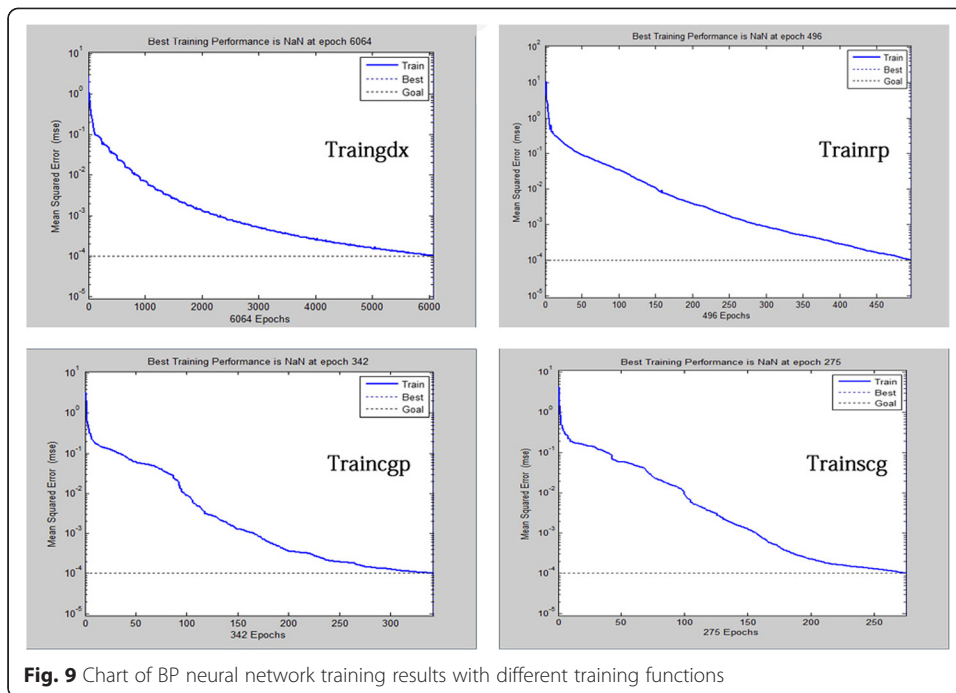 Best Training Performance is NaN at epoch 6064
Mean Squared Error (mse)
10^1
10^0
10^-1
10^-2
10^-3
10^-4
10^-5
Train
Best
Goal
Traingdx
0 1000 2000 3000 4000 5000 6000
6064 Epochs
Best Training Performance is NaN at epoch 496
Mean Squared Error (mse)
10^2
10^1
10^0
10^-1
10^-2
10^-3
10^-4
10^-5
Train
Best
Goal
Trainrp
0 50 100 150 200 250 300 350 400 450
496 Epochs
Best Training Performance is NaN at epoch 342
Mean Squared Error (mse)
10^1
10^0
10^-1
10^-2
10^-3
10^-4
10^-5
Train
Best
Goal
Traincgp
0 50 100 150 200 250 300
342 Epochs
Best Training Performance is NaN at epoch 275
Mean Squared Error (mse)
10^1
10^0
10^-1
10^-2
10^-3
10^-4
10^-5
Train
Best
Goal
Trainscg
0 50 100 150 200 250
275 Epochs
Fig. 9 Chart of BP neural network training results with different training functions